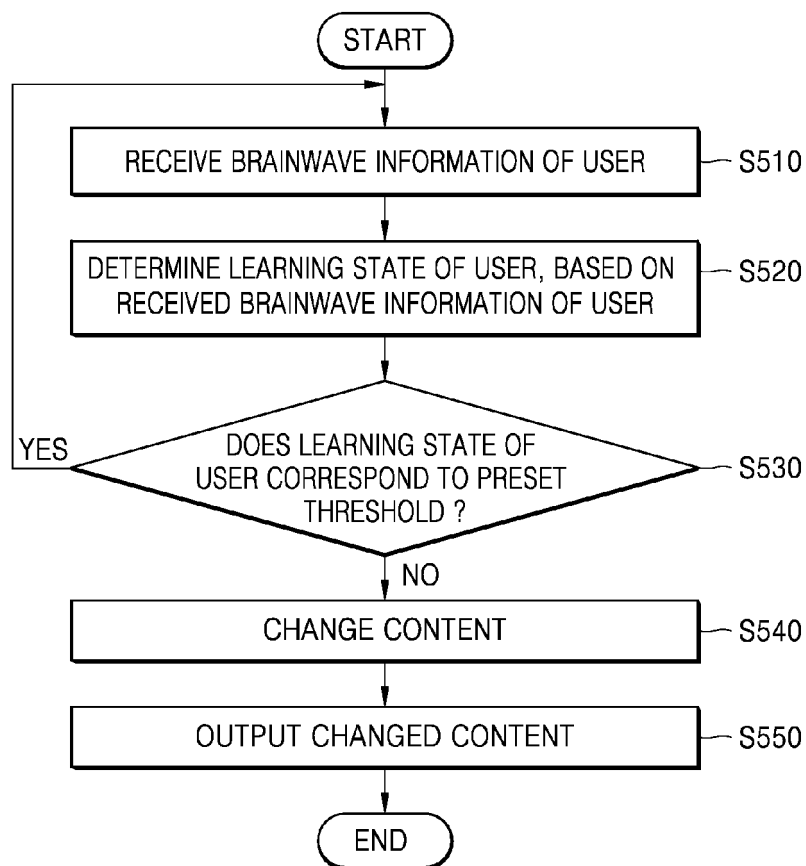 START
RECEIVE BRAINWAVE INFORMATION OF USER
S510
DETERMINE LEARNING STATE OF USER, BASED ON
RECEIVED BRAINWAVE INFORMATION OF USER
S520
YES
DOES LEARNING STATE OF
USER CORRESPOND TO PRESET
THRESHOLD ?
S530
NO
CHANGE CONTENT
S540
OUTPUT CHANGED CONTENT
S550
END